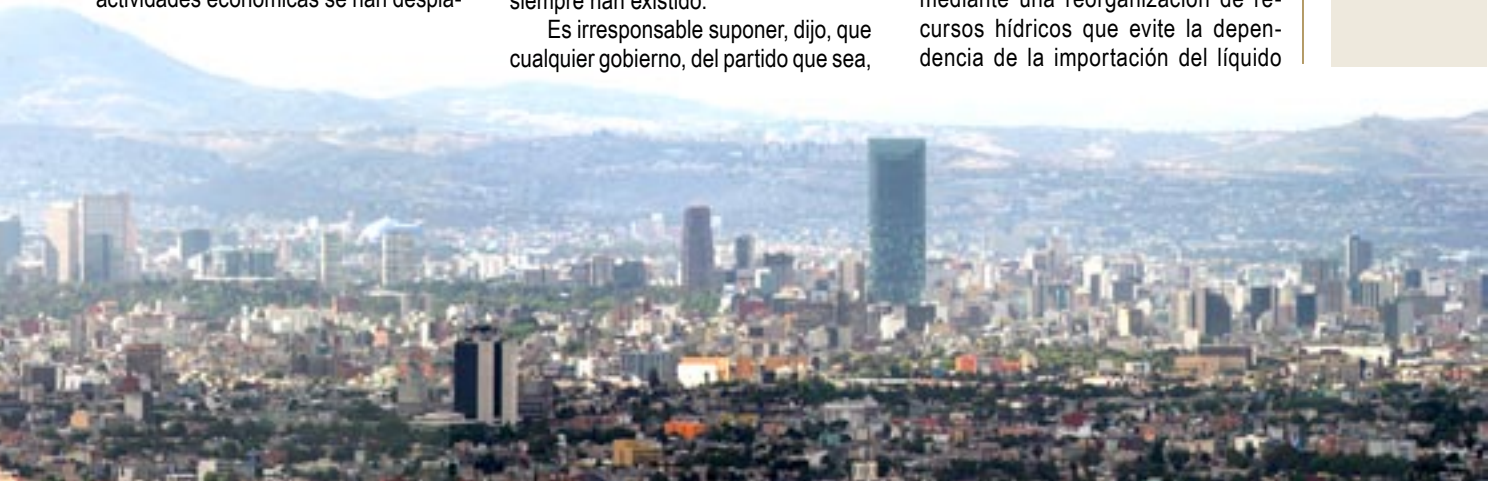 actividades económicas se han despla-
siempre han existido.
Es irresponsable suponer, dijo, que
cualquier gobierno, del partido que sea,
mediante una reorganización de re-
cursos hídricos que evite la depen-
dencia de la importación del líquido